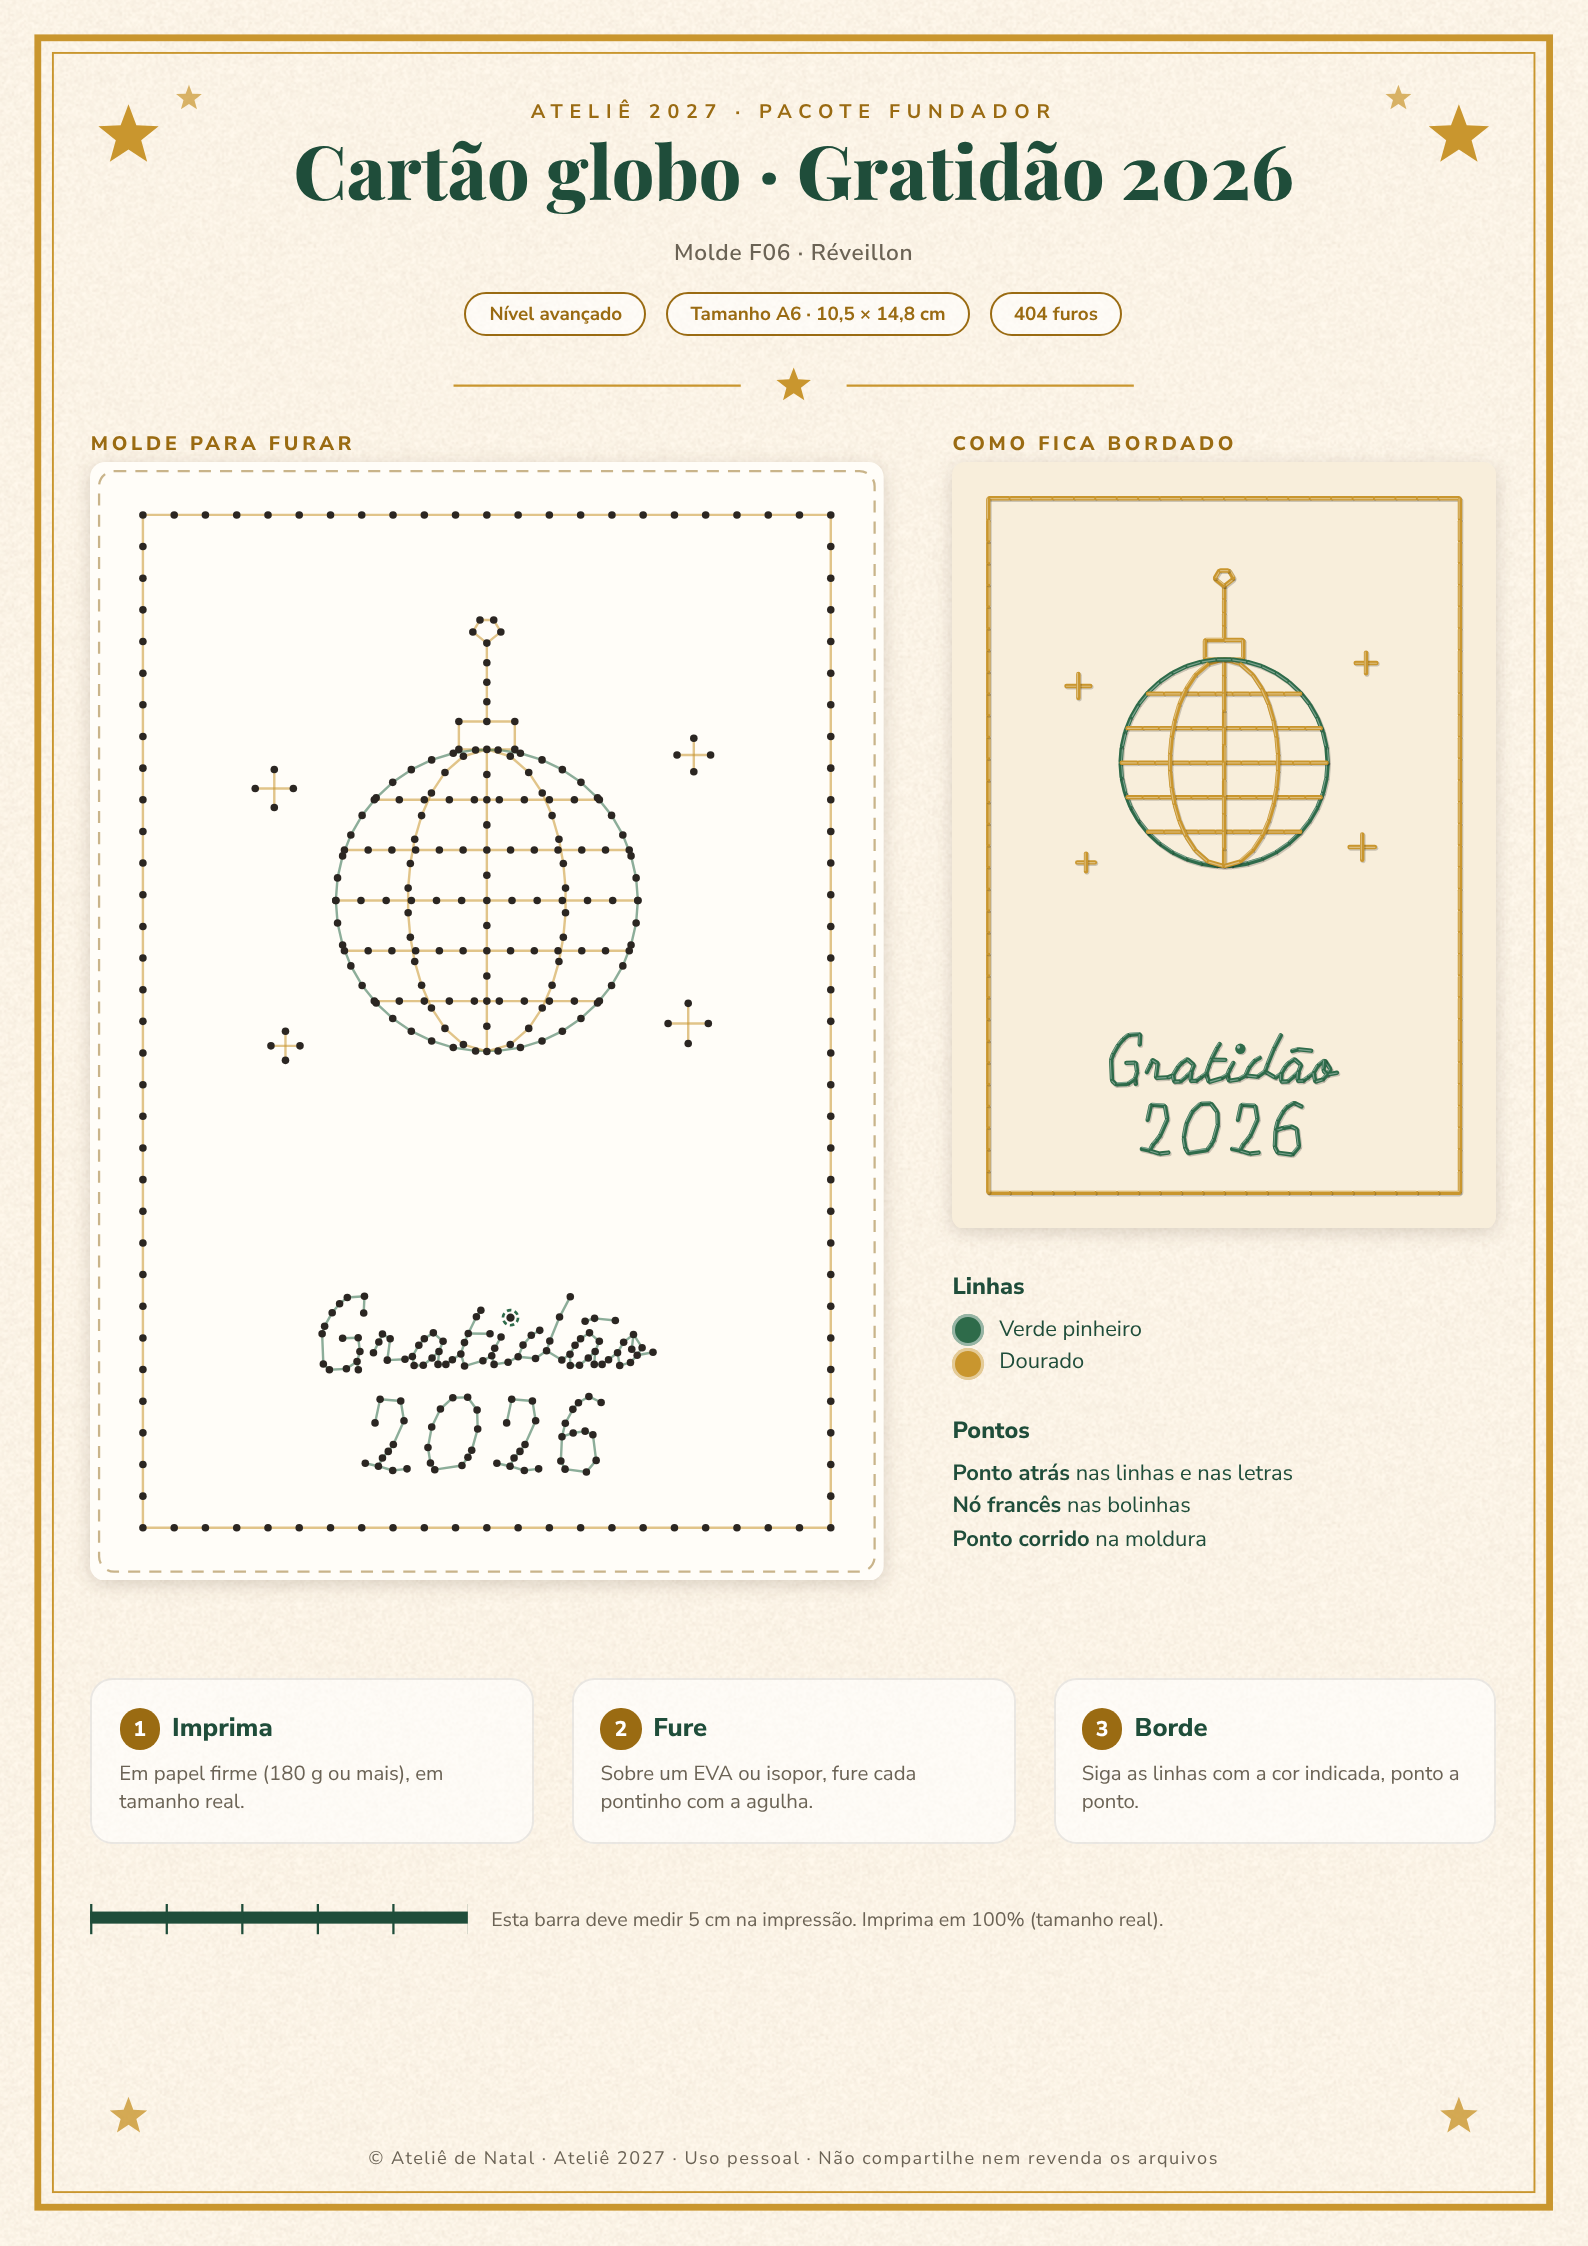 ATELIÊ 2027 · PACOTE FUNDADOR
Cartão globo · Gratidão 2026
Molde F06 · Réveillon
Nível avançado
Tamanho A6 · 10,5 × 14,8 cm
404 furos
MOLDE PARA FURAR
Gratidão
2026
COMO FICA BORDADO
Gratidão
2026
Linhas
Verde pinheiro
Dourado
Pontos
Ponto atrás nas linhas e nas letras
Nó francês nas bolinhas
Ponto corrido na moldura
1 Imprima
Em papel firme (180 g ou mais), em
tamanho real.
2 Fure
Sobre um EVA ou isopor, fure cada
pontinho com a agulha.
3 Borde
Siga as linhas com a cor indicada, ponto a
ponto.
Esta barra deve medir 5 cm na impressão. Imprima em 100% (tamanho real).
© Ateliê de Natal · Ateliê 2027 · Uso pessoal · Não compartilhe nem revenda os arquivos